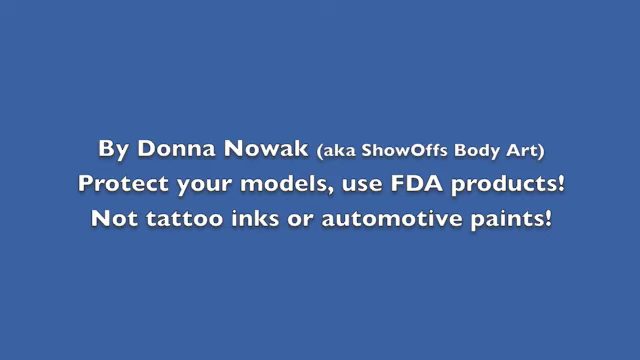 By Donna Nowak (aka ShowOffs Body Art)
Protect your models, use FDA products!
Not tattoo inks or automotive paints!